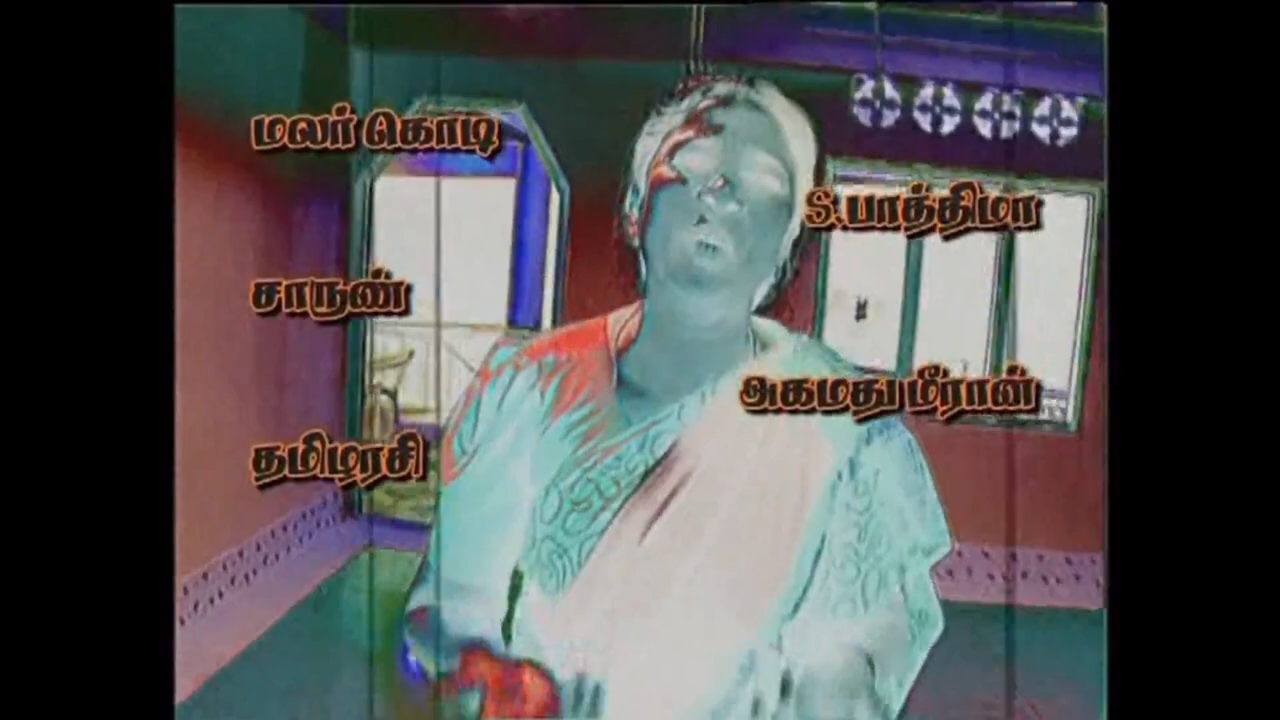 மலர் கொடி
S.பாத்திமா
சாருண்
அகமது மீரான்
தமிழரசி